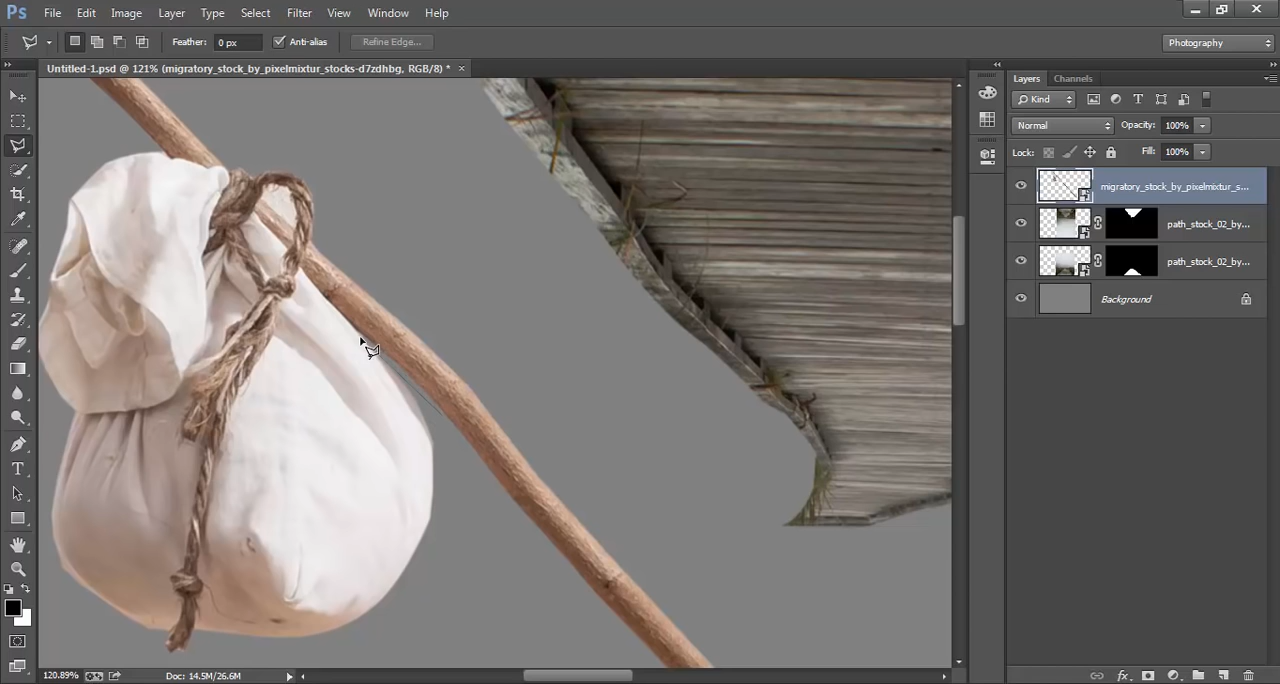 Ps File Edit Image Layer Type Select Filter View Window Help
Feather: 0 px Anti-alias Refine Edge... Photography
Untitled-1.psd @ 121% (migratory_stock_by_pixelmixtur_stocks-d7zdhbg, RGB/8) * ×
Layers Channels
Kind
Normal Opacity: 100%
Lock: Fill: 100%
migratory_stock_by_pixelmixtur_s...
path_stock_02_by...
path_stock_02_by...
Background
120.89% Doc: 14.5M/26.6M